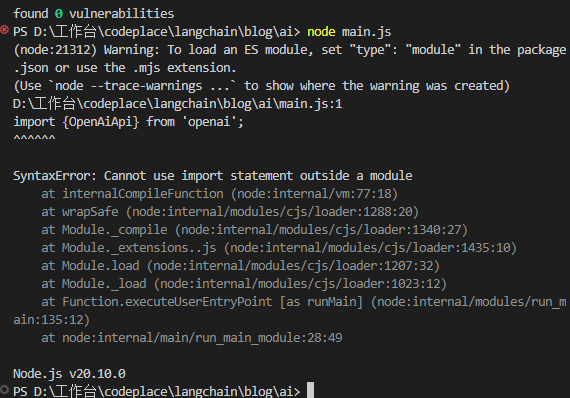 found 0 vulnerabilities
PS D:\工作台\codeplace\langchain\blog\ai> node main.js
(node:21312) Warning: To load an ES module, set "type": "module" in the package
.json or use the .mjs extension.
(Use `node --trace-warnings ...` to show where the warning was created)
D:\工作台\codeplace\langchain\blog\ai\main.js:1
import {OpenAiApi} from 'openai';
^^^^^^
SyntaxError: Cannot use import statement outside a module
    at internalCompileFunction (node:internal/vm:77:18)
    at wrapSafe (node:internal/modules/cjs/loader:1288:20)
    at Module._compile (node:internal/modules/cjs/loader:1340:27)
    at Module._extensions..js (node:internal/modules/cjs/loader:1435:10)
    at Module.load (node:internal/modules/cjs/loader:1207:32)
    at Module._load (node:internal/modules/cjs/loader:1023:12)
    at Function.executeUserEntryPoint [as runMain] (node:internal/modules/run_m
ain:135:12)
    at node:internal/main/run_main_module:28:49
Node.js v20.10.0
PS D:\工作台\codeplace\langchain\blog\ai>